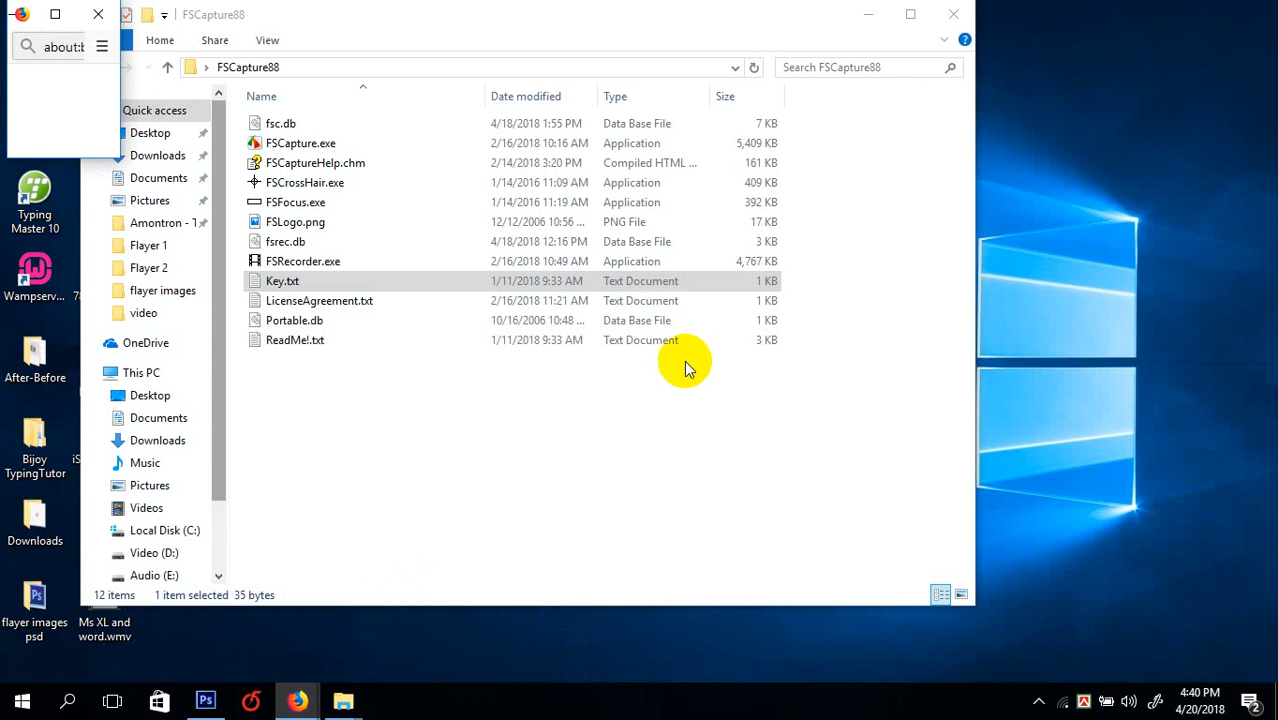 FSCapture88
about:b
Home Share View
FSCapture88
Search FSCapture88
Name Date modified Type Size
fsc.db 4/18/2018 1:55 PM Data Base File 7 KB
FSCapture.exe 2/16/2018 10:16 AM Application 5,409 KB
FSCaptureHelp.chm 2/14/2018 3:20 PM Compiled HTML ... 161 KB
FSCrossHair.exe 1/14/2016 11:09 AM Application 409 KB
FSFocus.exe 1/14/2016 11:19 AM Application 392 KB
FSLogo.png 12/12/2006 10:56 ... PNG File 17 KB
fsrec.db 4/18/2018 12:16 PM Data Base File 3 KB
FSRecorder.exe 2/16/2018 10:49 AM Application 4,767 KB
Key.txt 1/11/2018 9:33 AM Text Document 1 KB
LicenseAgreement.txt 2/16/2018 11:21 AM Text Document 1 KB
Portable.db 10/16/2006 10:48 ... Data Base File 1 KB
ReadMe!.txt 1/11/2018 9:33 AM Text Document 3 KB
Quick access
Desktop
Downloads
Documents
Pictures
Amontron - T
Flayer 1
Flayer 2
flayer images
video
OneDrive
This PC
Desktop
Documents
Downloads
Music
Pictures
Videos
Local Disk (C:)
Video (D:)
Audio (E:)
12 items 1 item selected 35 bytes
Typing
Master 10
Wampserv...
After-Before
Bijoy
TypingTutor
Downloads
flayer images
psd
Ms XL and
word.wmv
Ps
4:40 PM
4/20/2018
2